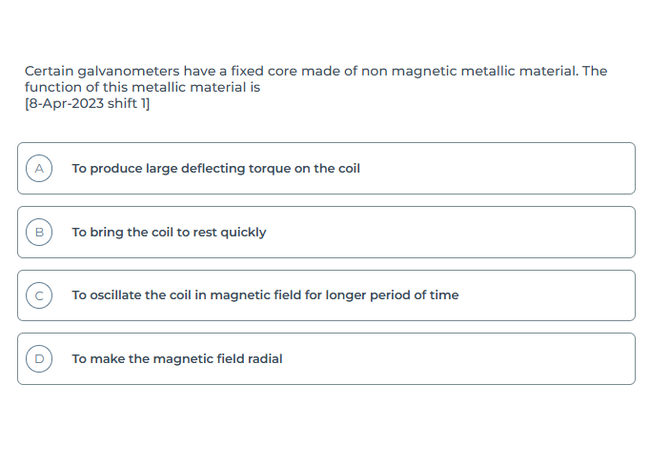 Certain galvanometers have a fixed core made of non magnetic metallic material. The
function of this metallic material is
[8-Apr-2023 shift 1]
A To produce large deflecting torque on the coil
B To bring the coil to rest quickly
C To oscillate the coil in magnetic field for longer period of time
D To make the magnetic field radial